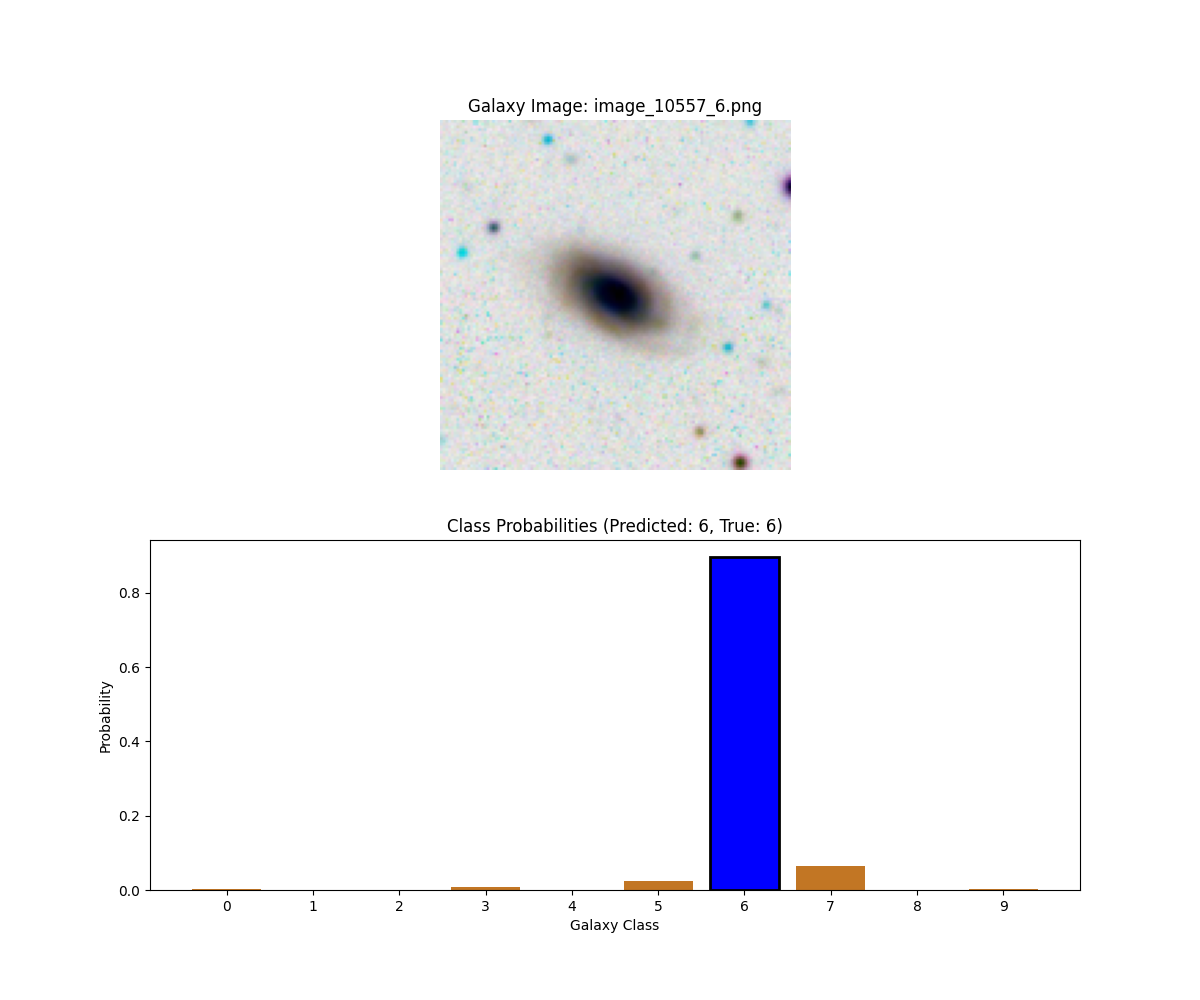 Galaxy Image: image_10557_6.png
Class Probabilities (Predicted: 6, True: 6)
0.8
0.6
0.4
0.2
0.0
Probability
0 1 2 3 4 5 6 7 8 9
Galaxy Class